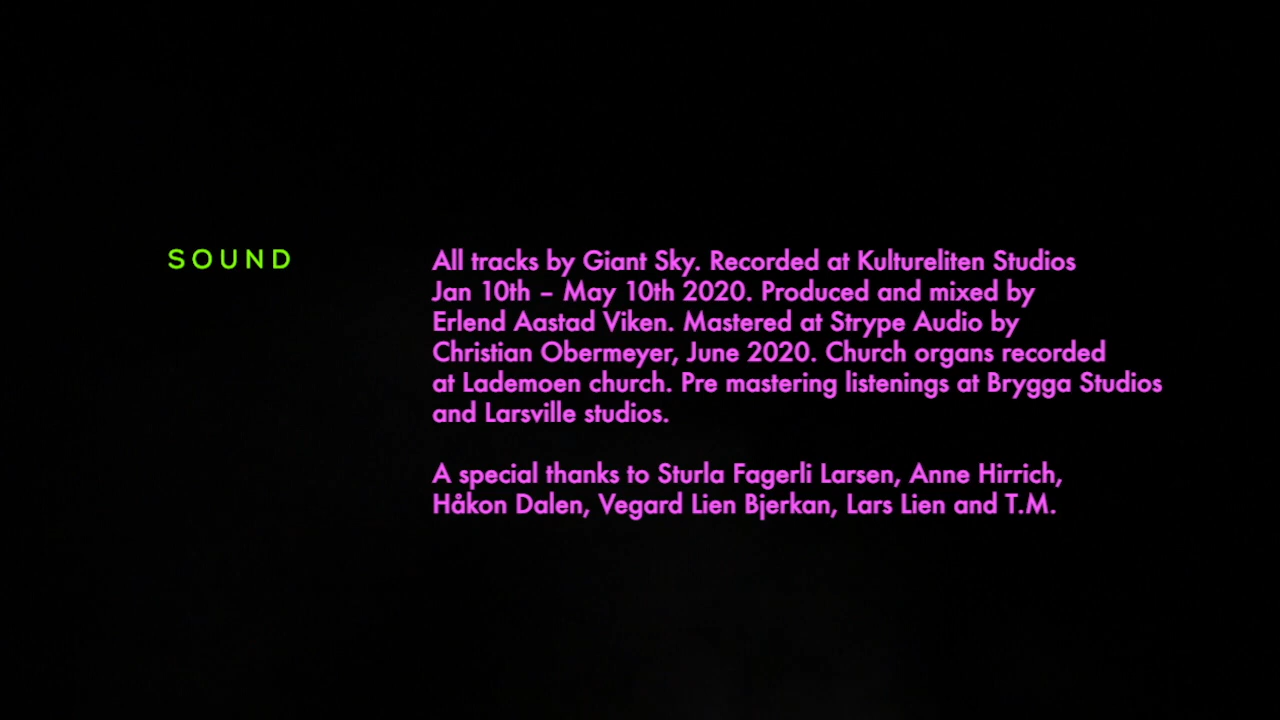 SOUND
All tracks by Giant Sky. Recorded at Kultureliten Studios
Jan 10th – May 10th 2020. Produced and mixed by
Erlend Aastad Viken. Mastered at Strype Audio by
Christian Obermeyer, June 2020. Church organs recorded
at Lademoen church. Pre mastering listenings at Brygga Studios
and Larsville studios.
A special thanks to Sturla Fagerli Larsen, Anne Hirrich,
Håkon Dalen, Vegard Lien Bjerkan, Lars Lien and T.M.